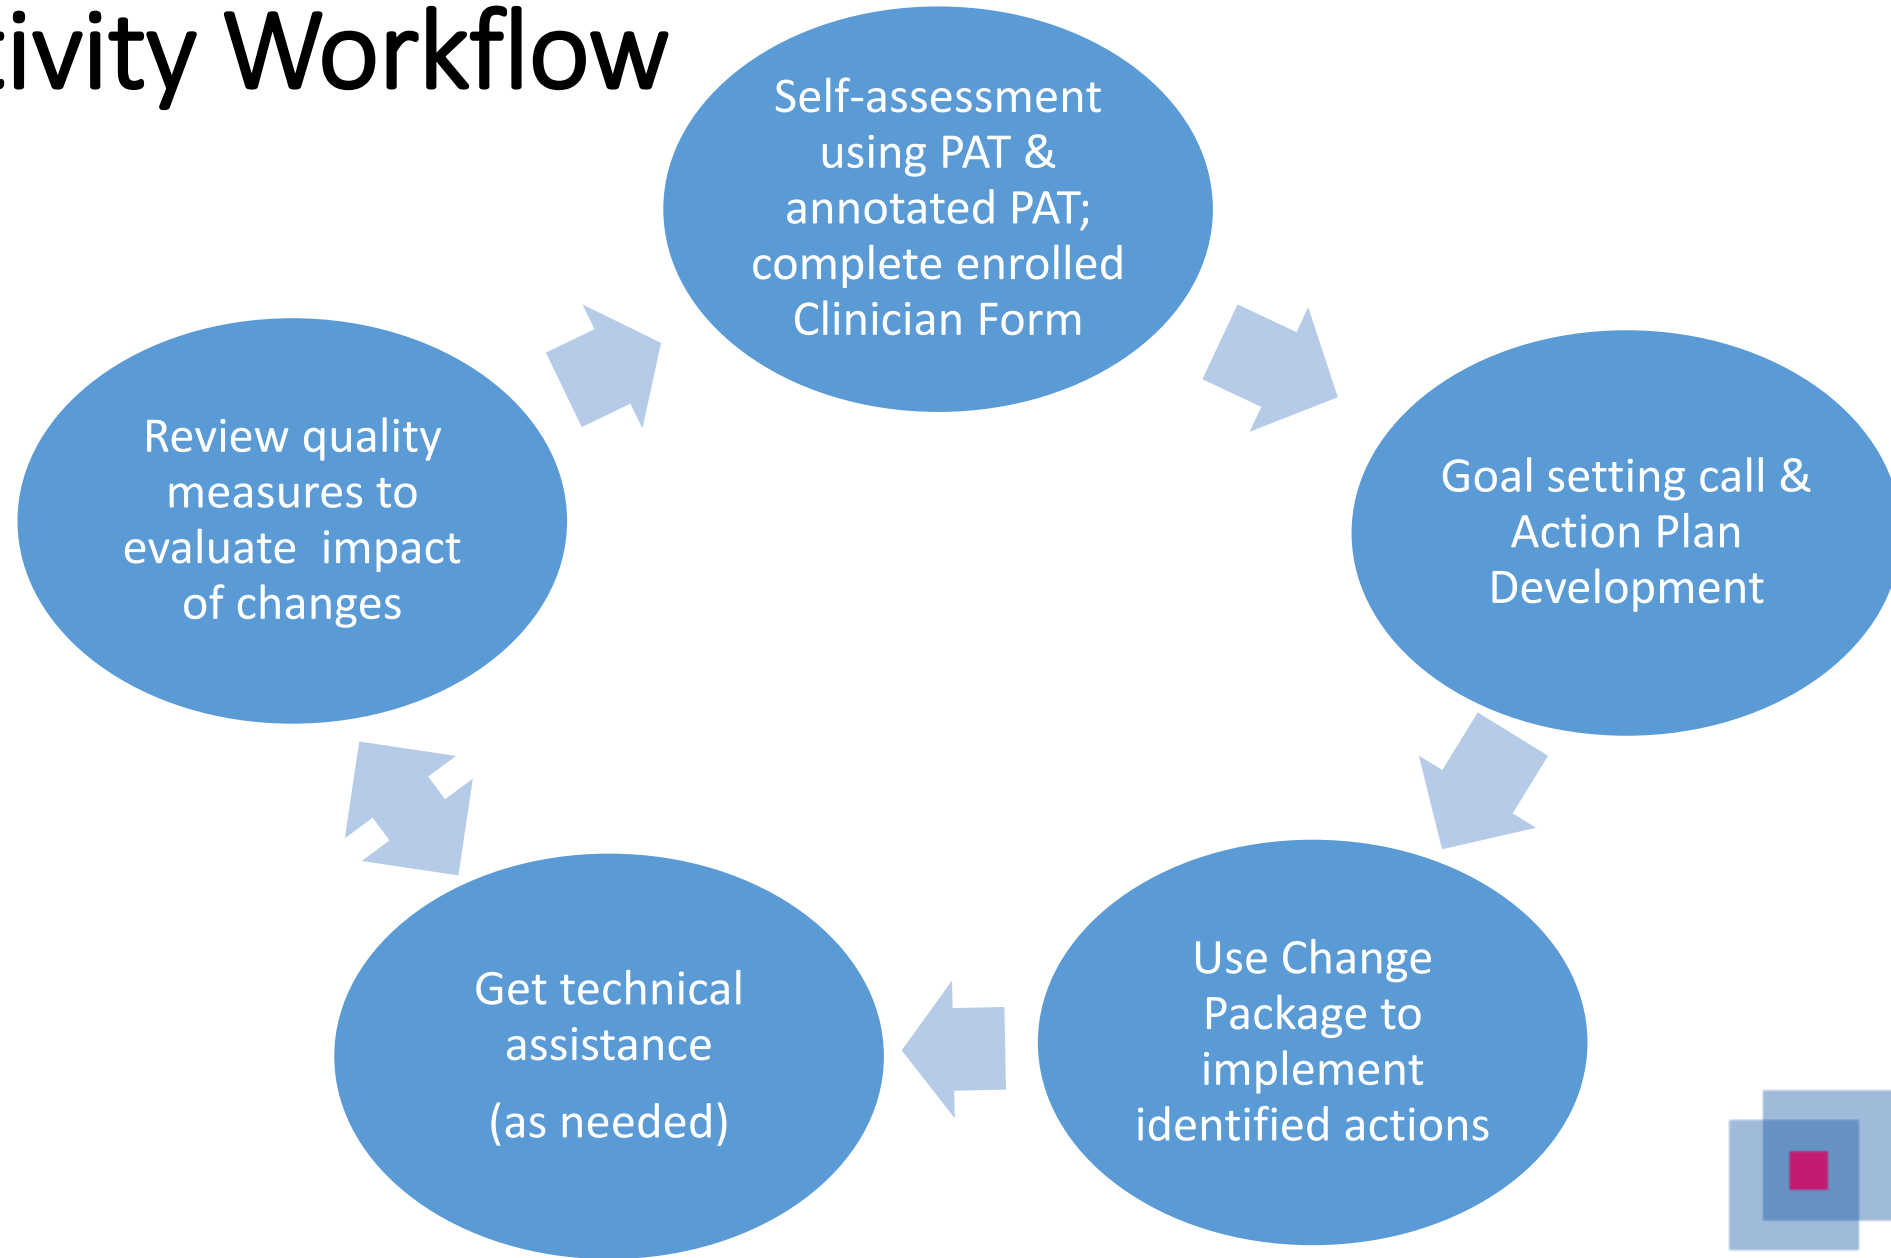 tivity Workflow
Self-assessment
using PAT &
annotated PAT;
complete enrolled
Clinician Form
Goal setting call &
Action Plan
Development
Use Change
Package to
implement
identified actions
Get technical
assistance
(as needed)
Review quality
measures to
evaluate  impact
of changes